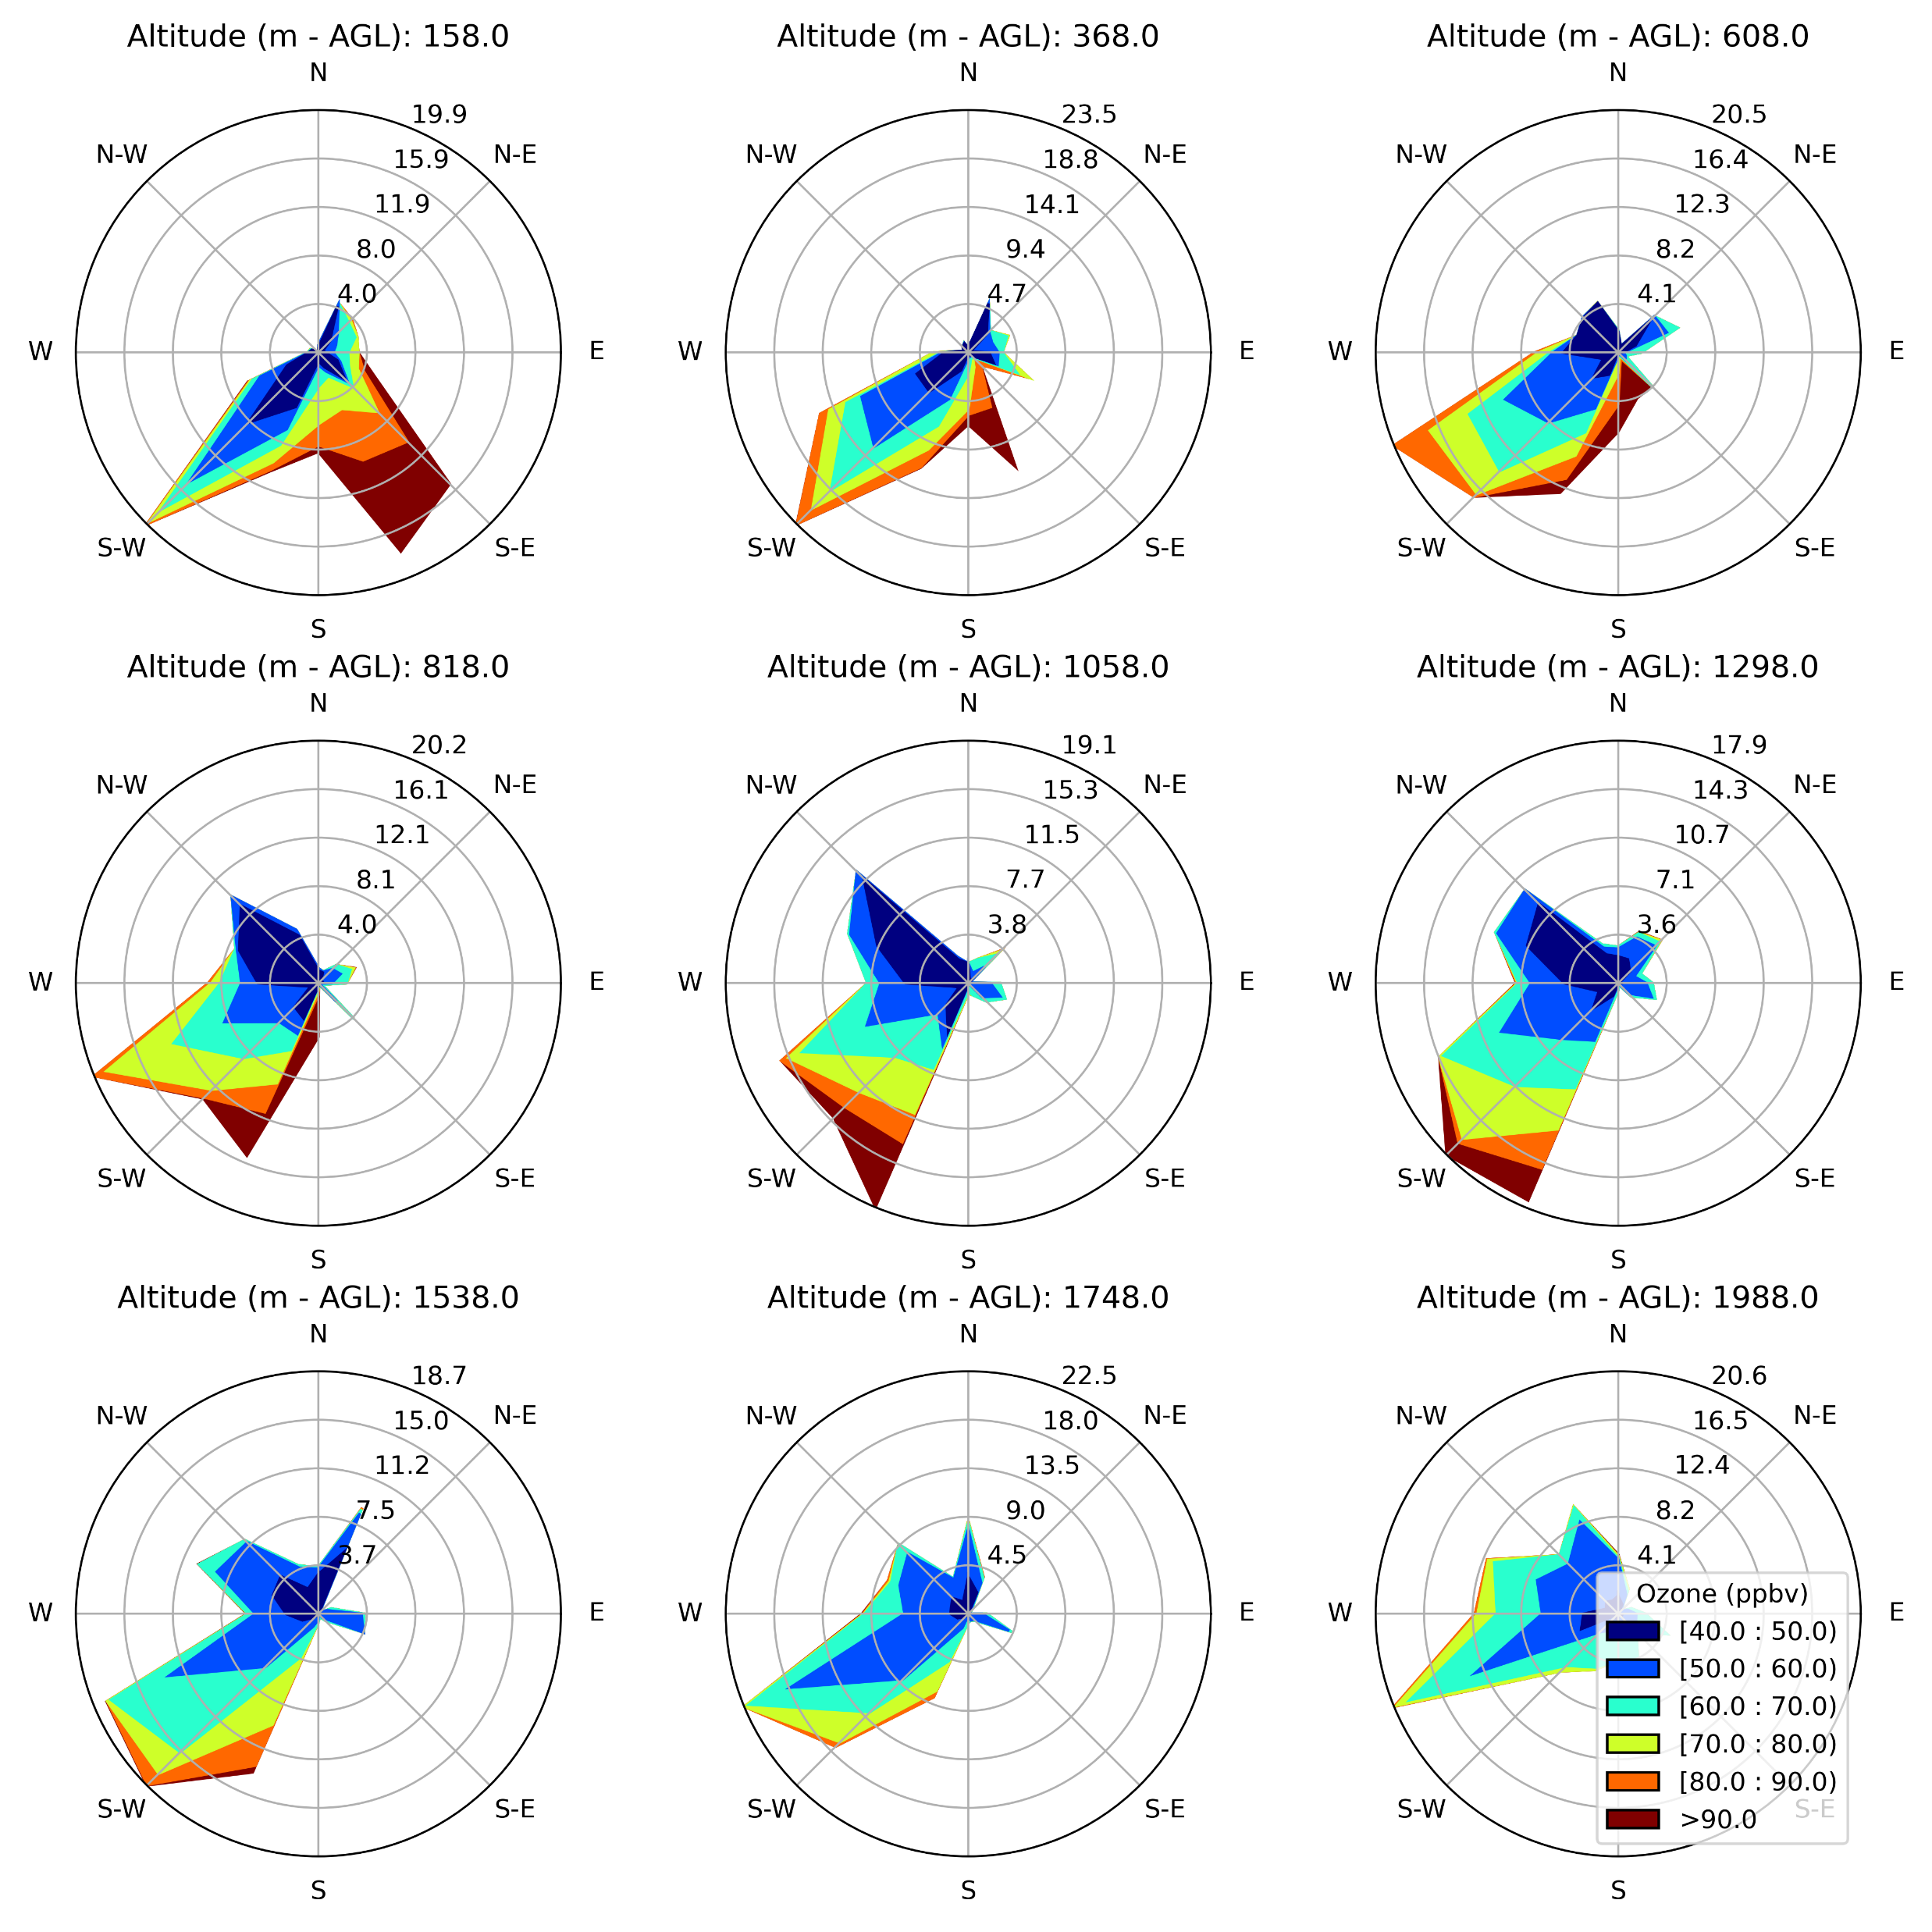 Altitude (m - AGL): 158.0
N
19.9
15.9
11.9
8.0
4.0
N-W
N-E
W
E
S-W
S-E
S
Altitude (m - AGL): 368.0
N
23.5
18.8
14.1
9.4
4.7
N-W
N-E
W
E
S-W
S-E
S
Altitude (m - AGL): 608.0
N
20.5
16.4
12.3
8.2
4.1
N-W
N-E
W
E
S-W
S-E
S
Altitude (m - AGL): 818.0
N
20.2
16.1
12.1
8.1
4.0
N-W
N-E
W
E
S-W
S-E
S
Altitude (m - AGL): 1058.0
N
19.1
15.3
11.5
7.7
3.8
N-W
N-E
W
E
S-W
S-E
S
Altitude (m - AGL): 1298.0
N
17.9
14.3
10.7
7.1
3.6
N-W
N-E
W
E
S-W
S-E
S
Altitude (m - AGL): 1538.0
N
18.7
15.0
11.2
7.5
3.7
N-W
N-E
W
E
S-W
S-E
S
Altitude (m - AGL): 1748.0
N
22.5
18.0
13.5
9.0
4.5
N-W
N-E
W
E
S-W
S-E
S
Altitude (m - AGL): 1988.0
N
20.6
16.5
12.4
8.2
4.1
N-W
N-E
W
E
S-W
S-E
S
Ozone (ppbv)
[40.0 : 50.0)
[50.0 : 60.0)
[60.0 : 70.0)
[70.0 : 80.0)
[80.0 : 90.0)
>90.0